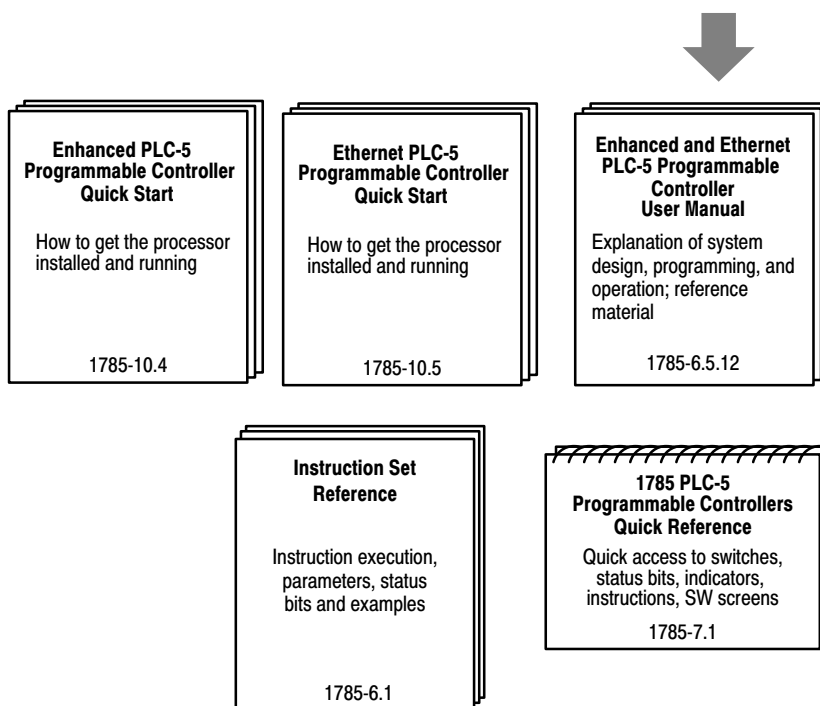 Enhanced PLC-5
Programmable Controller
Quick Start
How to get the processor
installed and running
1785-10.4
Ethernet PLC-5
Programmable Controller
Quick Start
How to get the processor
installed and running
1785-10.5
Enhanced and Ethernet
PLC-5 Programmable
Controller
User Manual
Explanation of system
design, programming, and
operation; reference
material
1785-6.5.12
Instruction Set
Reference
Instruction execution,
parameters, status
bits and examples
1785-6.1
1785 PLC-5
Programmable Controllers
Quick Reference
Quick access to switches,
status bits, indicators,
instructions, SW screens
1785-7.1